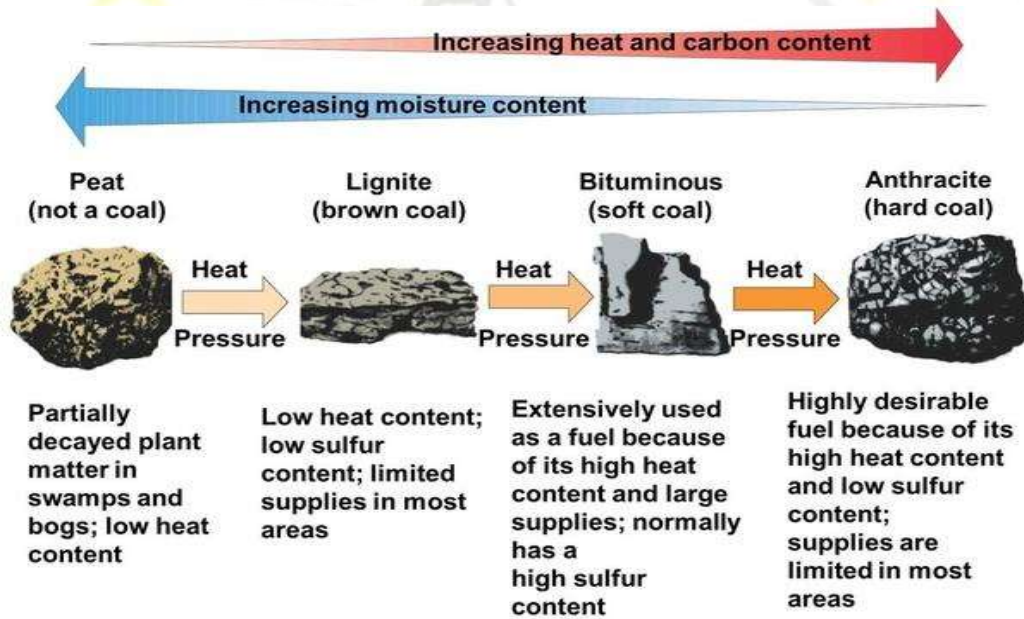 Increasing heat and carbon content
Increasing moisture content
Peat
(not a coal)
Lignite
(brown coal)
Bituminous
(soft coal)
Anthracite
(hard coal)
Heat
Pressure
Heat
Pressure
Heat
Pressure
Partially
decayed plant
matter in
swamps and
bogs; low heat
content
Low heat content;
low sulfur
content; limited
supplies in most
areas
Extensively used
as a fuel because
of its high heat
content and large
supplies; normally
has a
high sulfur
content
Highly desirable
fuel because of its
high heat content
and low sulfur
content;
supplies are
limited in most
areas